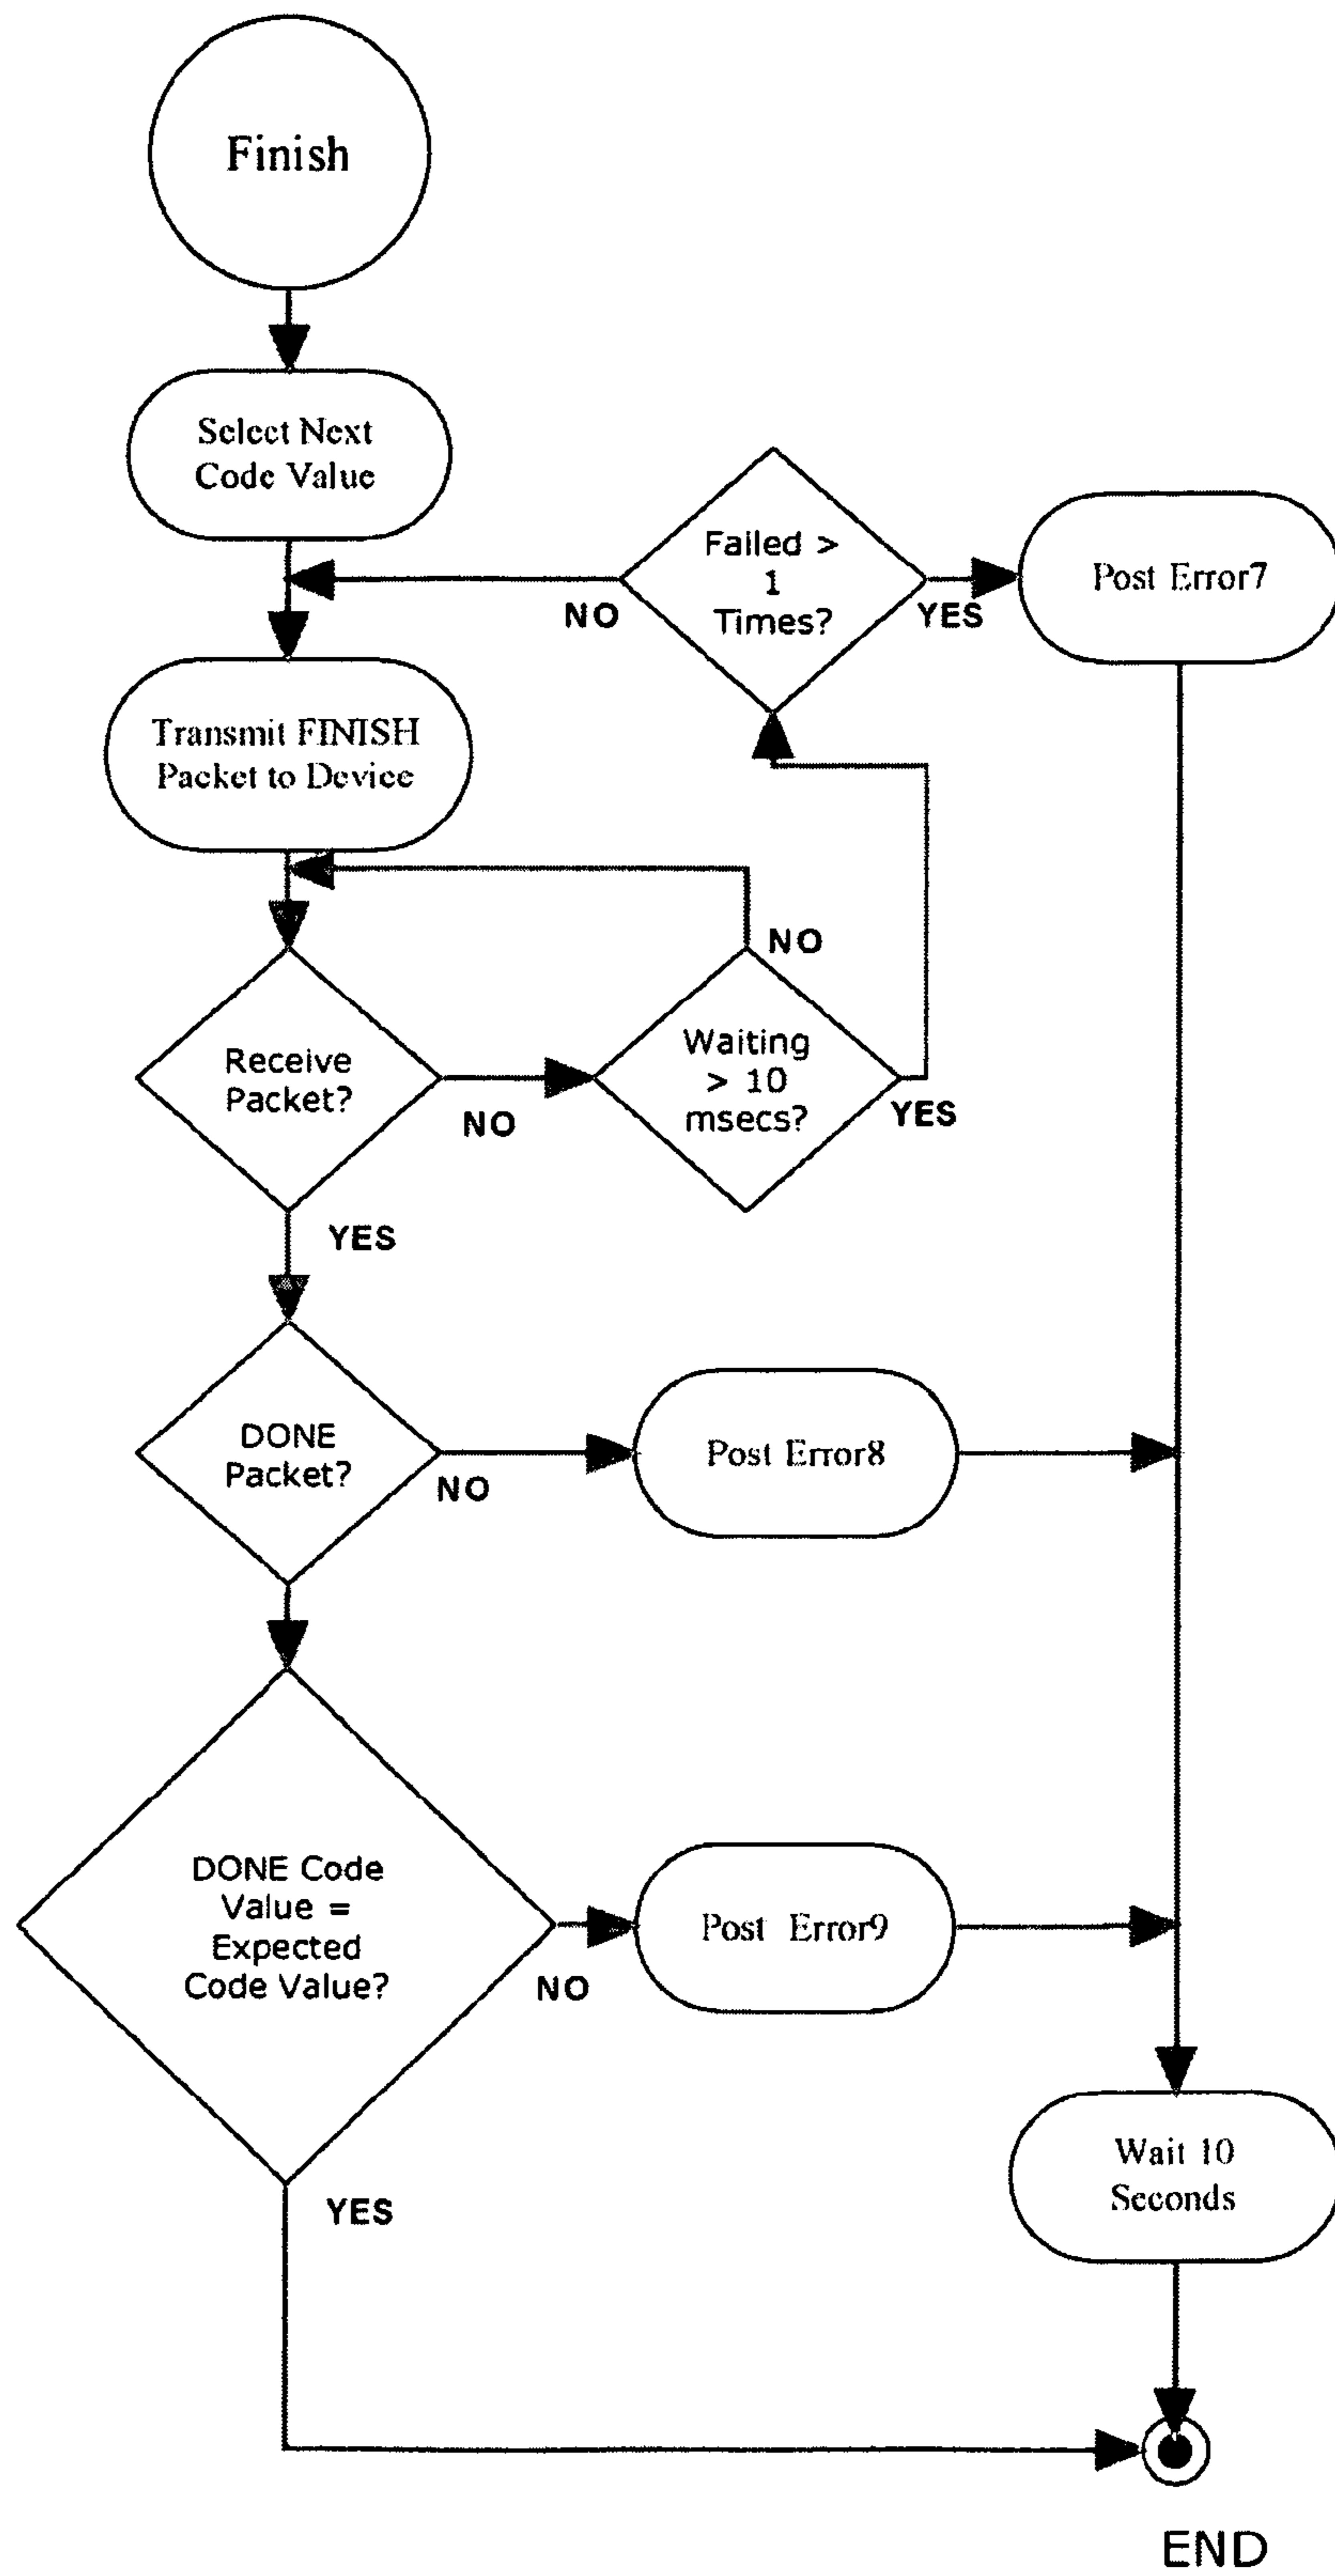 Finish
Select Next
Code Value
Failed >
1
Times?
NO
YES
Post Error7
Transmit FINISH
Packet to Device
NO
Receive
Packet?
NO
Waiting
> 10
msecs?
YES
YES
DONE
Packet?
NO
Post Error8
DONE Code
Value =
Expected
Code Value?
NO
Post Error9
YES
Wait 10
Seconds
END